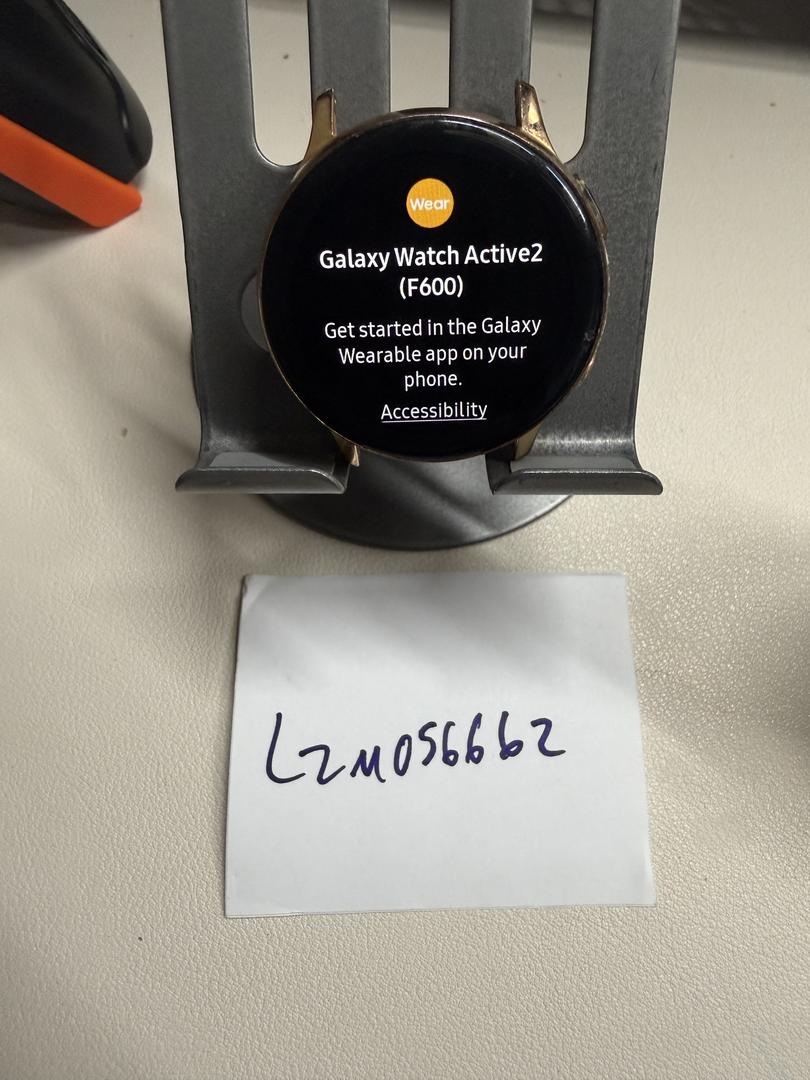 Wear
Galaxy Watch Active2
(F600)
Get started in the Galaxy
Wearable app on your
phone.
Accessibility
LZM056662